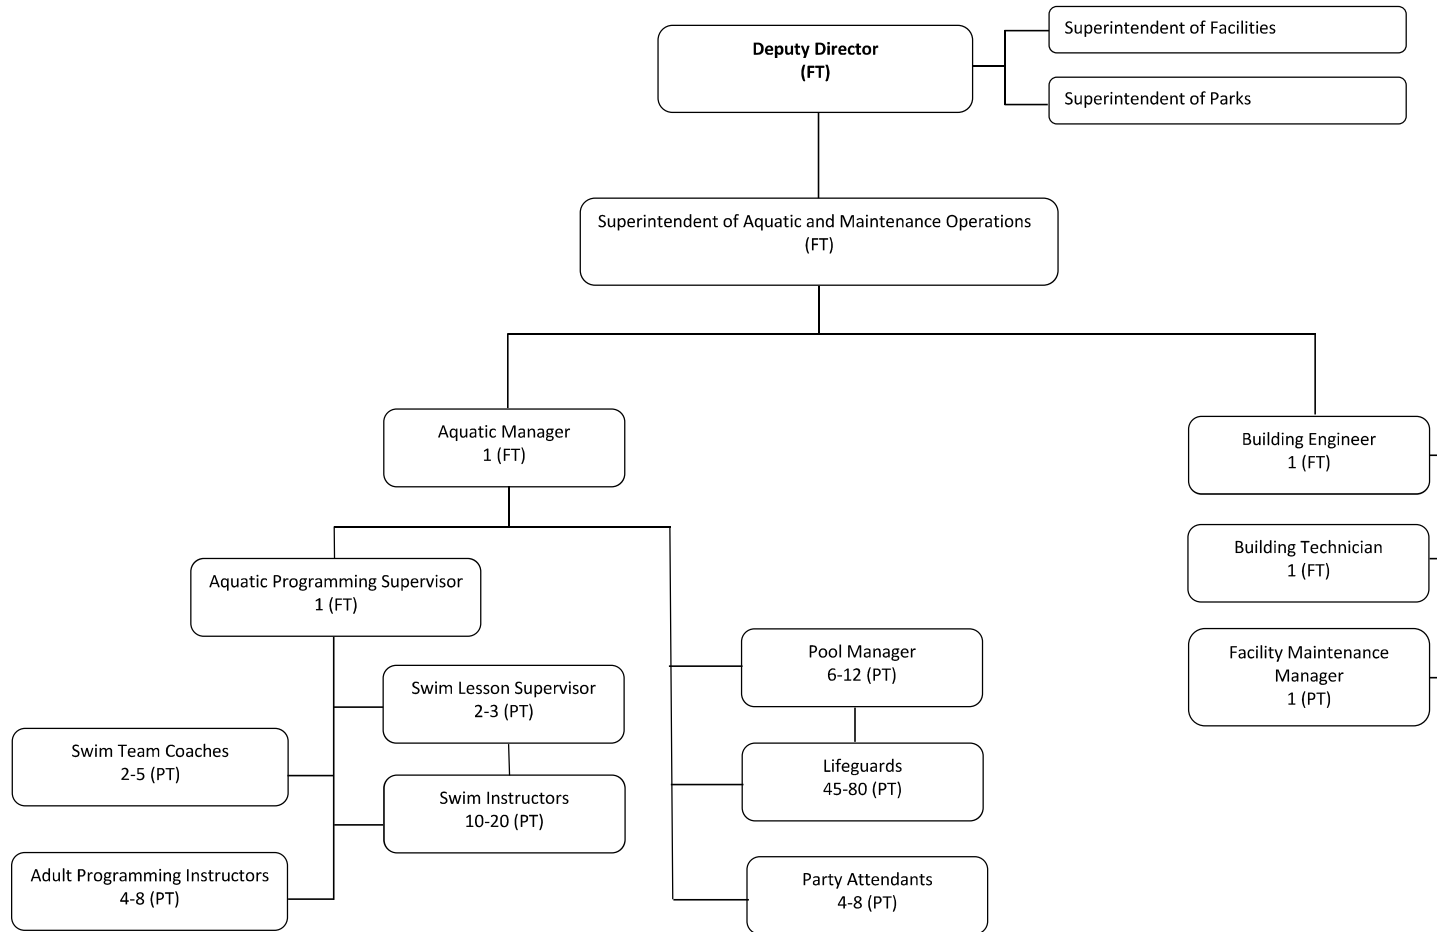 Deputy Director
(FT)
Superintendent of Facilities
Superintendent of Parks
Superintendent of Aquatic and Maintenance Operations
(FT)
Aquatic Manager
1 (FT)
Building Engineer
1 (FT)
Building Technician
1 (FT)
Facility Maintenance
Manager
1 (PT)
Aquatic Programming Supervisor
1 (FT)
Swim Lesson Supervisor
2-3 (PT)
Swim Team Coaches
2-5 (PT)
Swim Instructors
10-20 (PT)
Adult Programming Instructors
4-8 (PT)
Pool Manager
6-12 (PT)
Lifeguards
45-80 (PT)
Party Attendants
4-8 (PT)